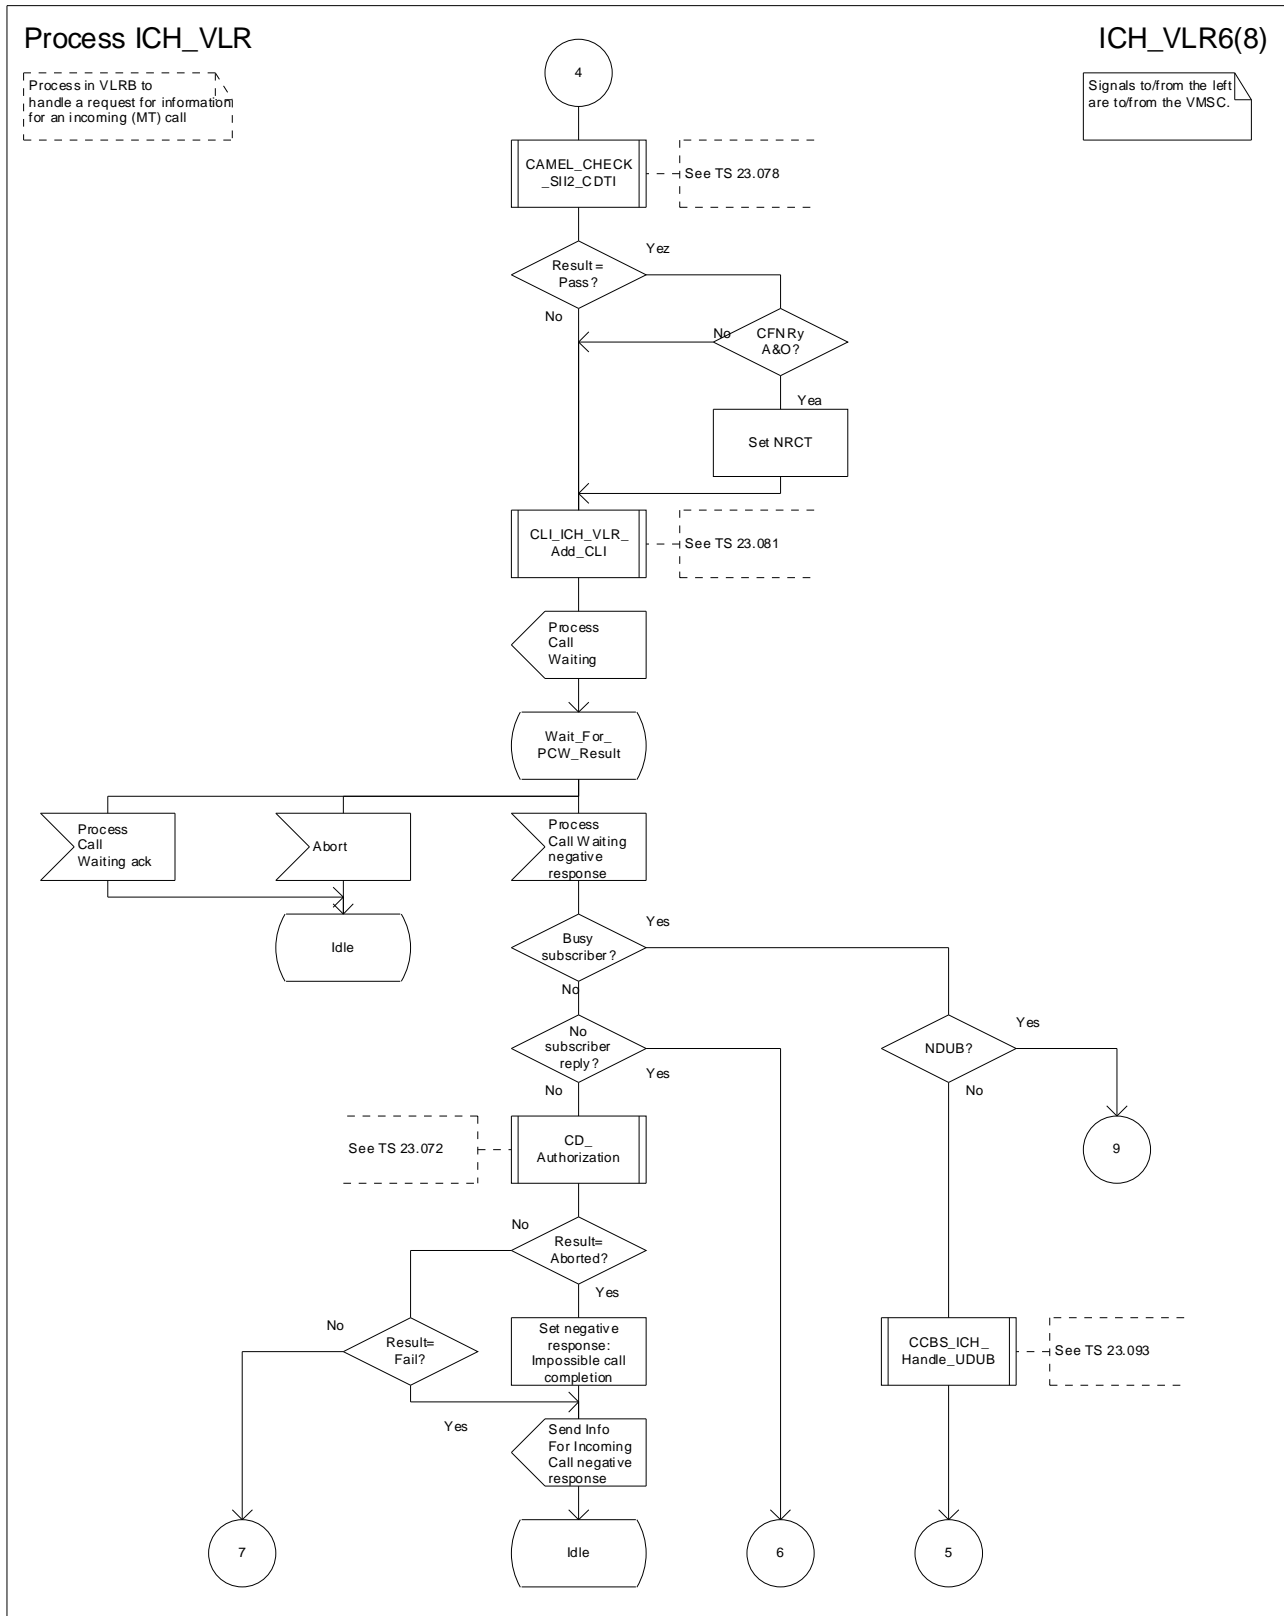 Process ICH_VLR
ICH_VLR6(8)
Process in VLRB to
handle a request for information
for an incoming (MT) call
Signals to/from the left
are to/from the VMSC.
4
CAMEL_CHECK
_SII2_CDTI
See TS 23.078
Yez
Result=
Pass?
No
No
CFNRy
A&O?
Yea
Set NRCT
CLI_ICH_VLR_
Add_CLI
See TS 23.081
Process
Call
Waiting
Wait_For_
PCW_Result
Process
Call
Waiting ack
Abort
Process
Call Waiting
negative
response
Idle
Busy
subscriber?
Yes
No
No
subscriber
reply?
Yes
No
NDUB?
Yes
No
9
See TS 23.072
CD_
Authorization
No
Result=
Aborted?
Yes
No
Result=
Fail?
Yes
Set negative
response:
Impossible call
completion
CCBS_ICH_
Handle_UDUB
See TS 23.093
Send Info
For Incoming
Call negative
response
7
Idle
6
5